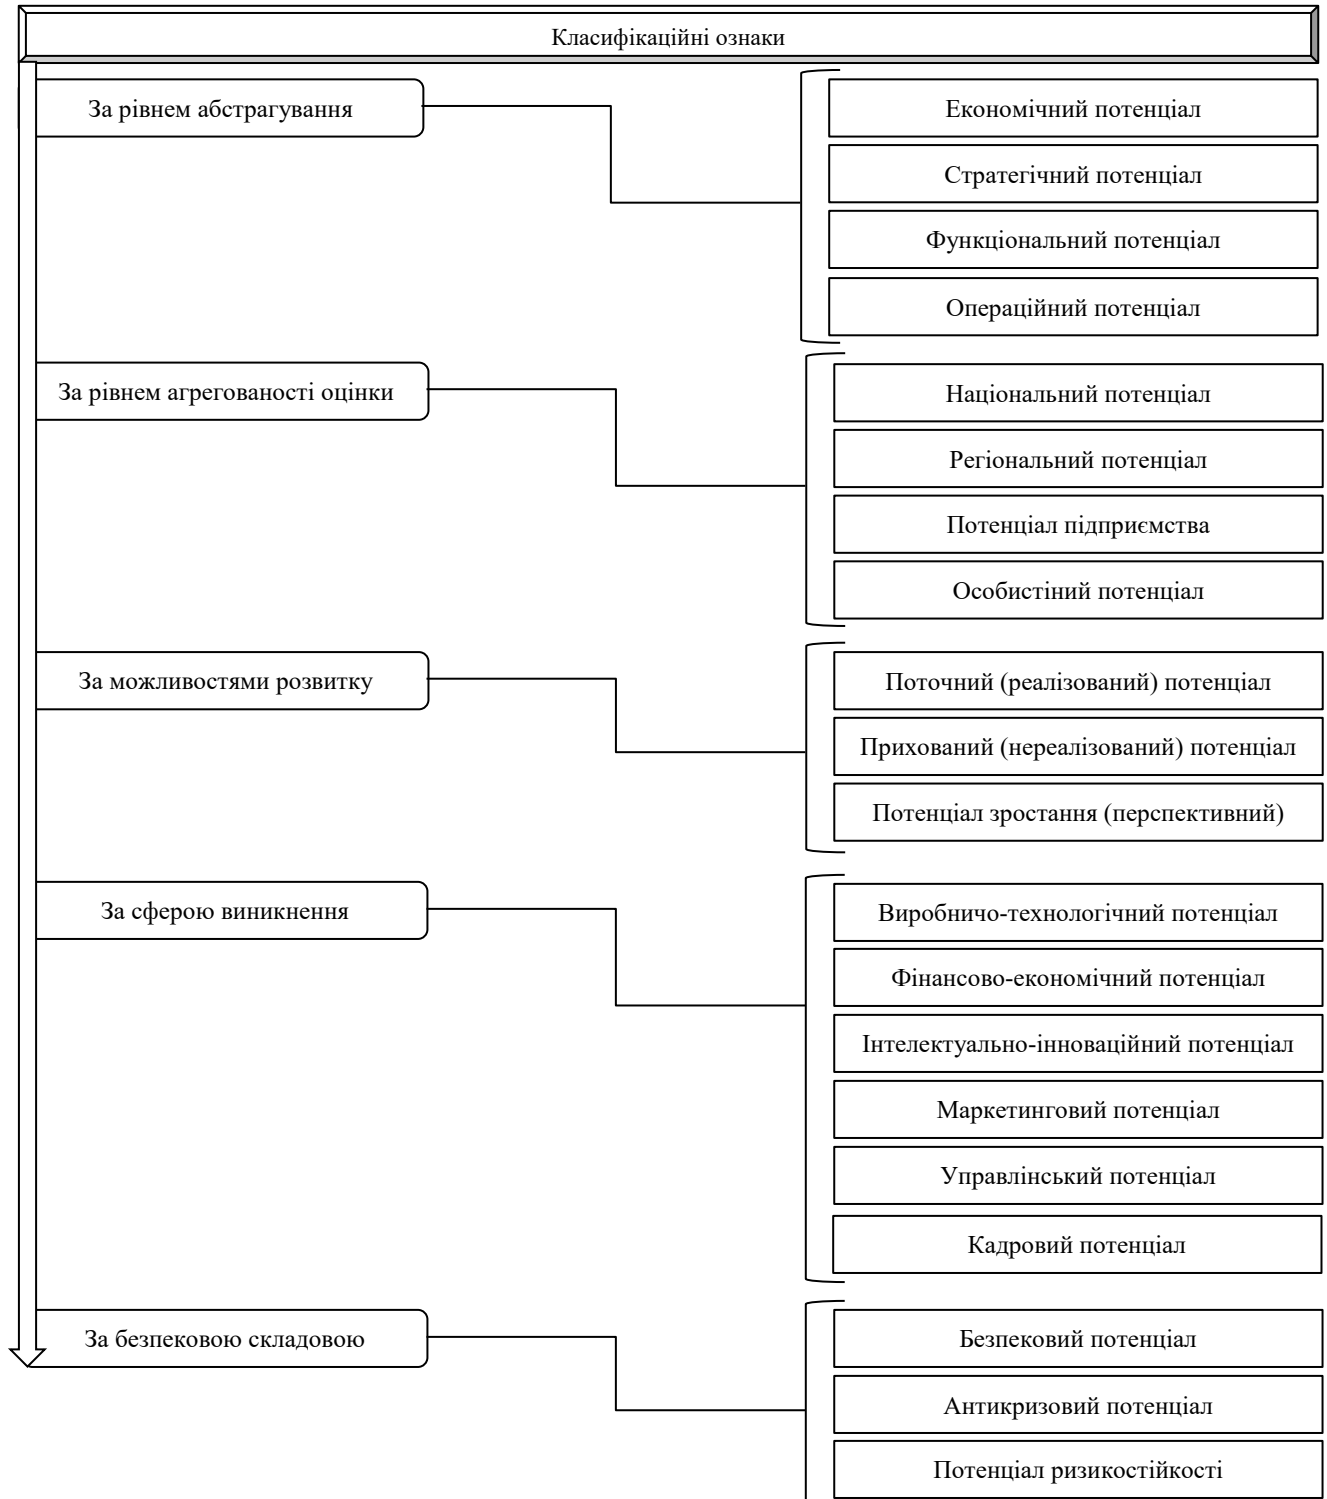 Класифікаційні ознаки
За рівнем абстрагування
Економічний потенціал
Стратегічний потенціал
Функціональний потенціал
Операційний потенціал
За рівнем агрегованості оцінки
Національний потенціал
Регіональний потенціал
Потенціал підприємства
Особистіний потенціал
За можливостями розвитку
Поточний (реалізований) потенціал
Прихований (нереалізований) потенціал
Потенціал зростання (перспективний)
За сферою виникнення
Виробничо-технологічний потенціал
Фінансово-економічний потенціал
Інтелектуально-інноваційний потенціал
Маркетинговий потенціал
Управлінський потенціал
Кадровий потенціал
За безпековою складовою
Безпековий потенціал
Антикризовий потенціал
Потенціал ризикостійкості